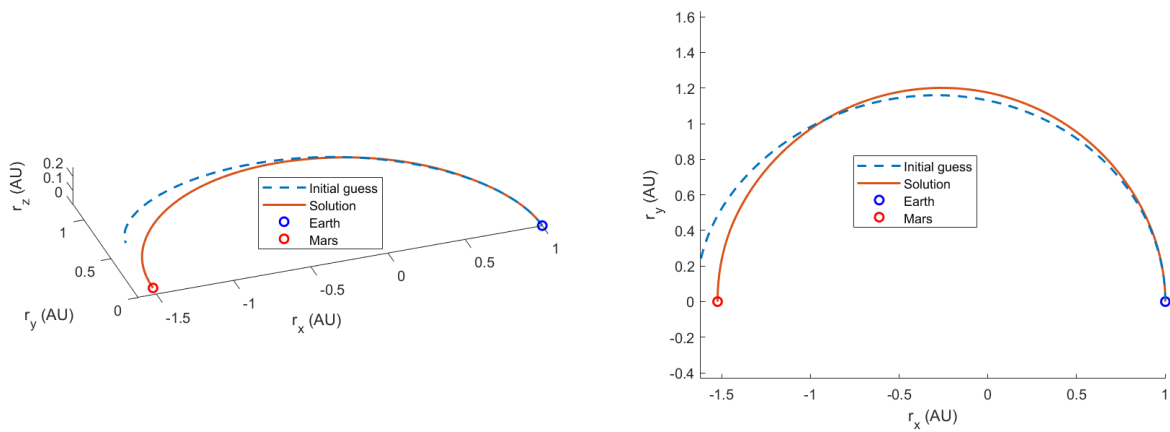 0.2
0.1
0
r_z (AU)
1
0.5
0
r_y (AU)
-1.5
-1
-0.5
0
0.5
1
r_x (AU)
Initial guess
Solution
Earth
Mars
1.6
1.4
1.2
1
0.8
0.6
0.4
0.2
0
-0.2
-0.4
r_y (AU)
-1.5
-1
-0.5
0
0.5
1
r_x (AU)
Initial guess
Solution
Earth
Mars